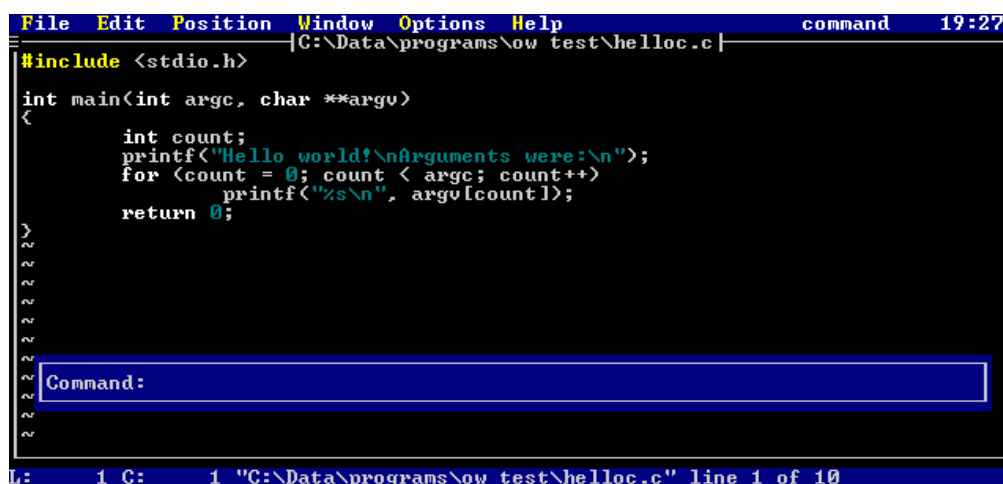 File Edit Position Window Options Help command 19:27
C:\Data\programs\ow test\helloc.c
#include <stdio.h>
int main(int argc, char **argv)
{
int count;
printf("Hello world!\nArguments were:\n");
for (count = 0; count < argc; count++)
printf("%s\n", argv[count]);
return 0;
}
~
~
~
~
~
~
~
~
~
~
~
Command:
L: 1 C: 1 "C:\Data\programs\ow test\helloc.c" line 1 of 10